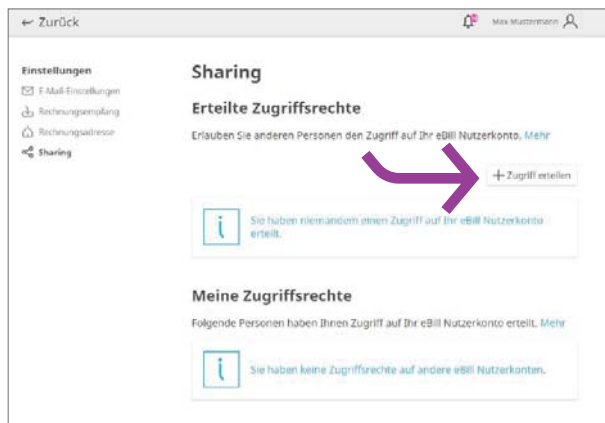 ← Zurück
Max Mustermann
Einstellungen
E-Mail-Einstellungen
Rechnungsempfang
Rechnungsadresse
Sharing
Sharing
Erteilte Zugriffsrechte
Erlauben Sie anderen Personen den Zugriff auf Ihr eBill Nutzerkonto. Mehr
+ Zugriff erteilen
Sie haben niemandem einen Zugriff auf Ihr eBill Nutzerkonto
erteilt.
Meine Zugriffsrechte
Folgende Personen haben Ihnen Zugriff auf Ihr eBill Nutzerkonto erteilt. Mehr
Sie haben keine Zugriffsrechte auf andere eBill Nutzerkonten.